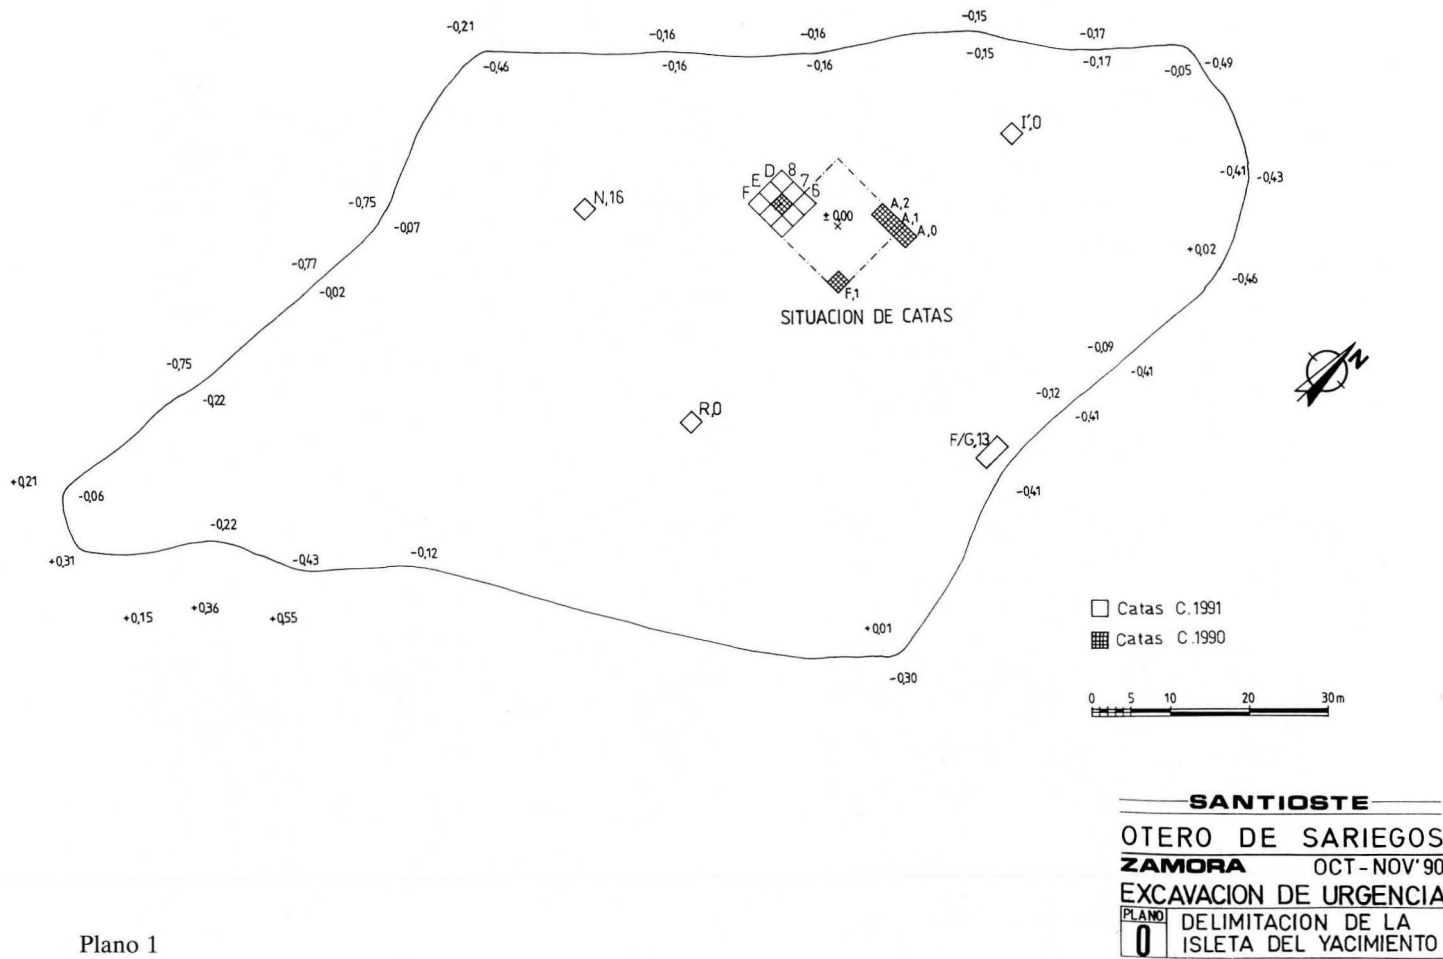 -0,21
-0,16
-0,16
-0,15
-0,17
-0,46
-0,16
-0,16
-0,15
-0,17
-0,05
-0,49
I',0
-0,41
-0,43
D 8
E 7
F 6
N,16
-0,75
-0,07
A,2
A,1
A,0
± 0,00
+0,02
-0,46
-0,77
-0,02
F,1
SITUACION DE CATAS
-0,09
-0,41
N
-0,75
-0,22
-0,12
-0,41
R,0
F/G,13
-0,41
+0,21
-0,06
-0,22
+0,31
-0,43
-0,12
+0,15
+0,36
+0,55
+0,01
-0,30
Catas C.1991
Catas C.1990
0 5 10 20 30 m
SANTIOSTE
OTERO DE SARIEGOS
ZAMORA OCT-NOV'90
EXCAVACION DE URGENCIA
PLANO
0
DELIMITACION DE LA
ISLETA DEL YACIMIENTO
Plano 1